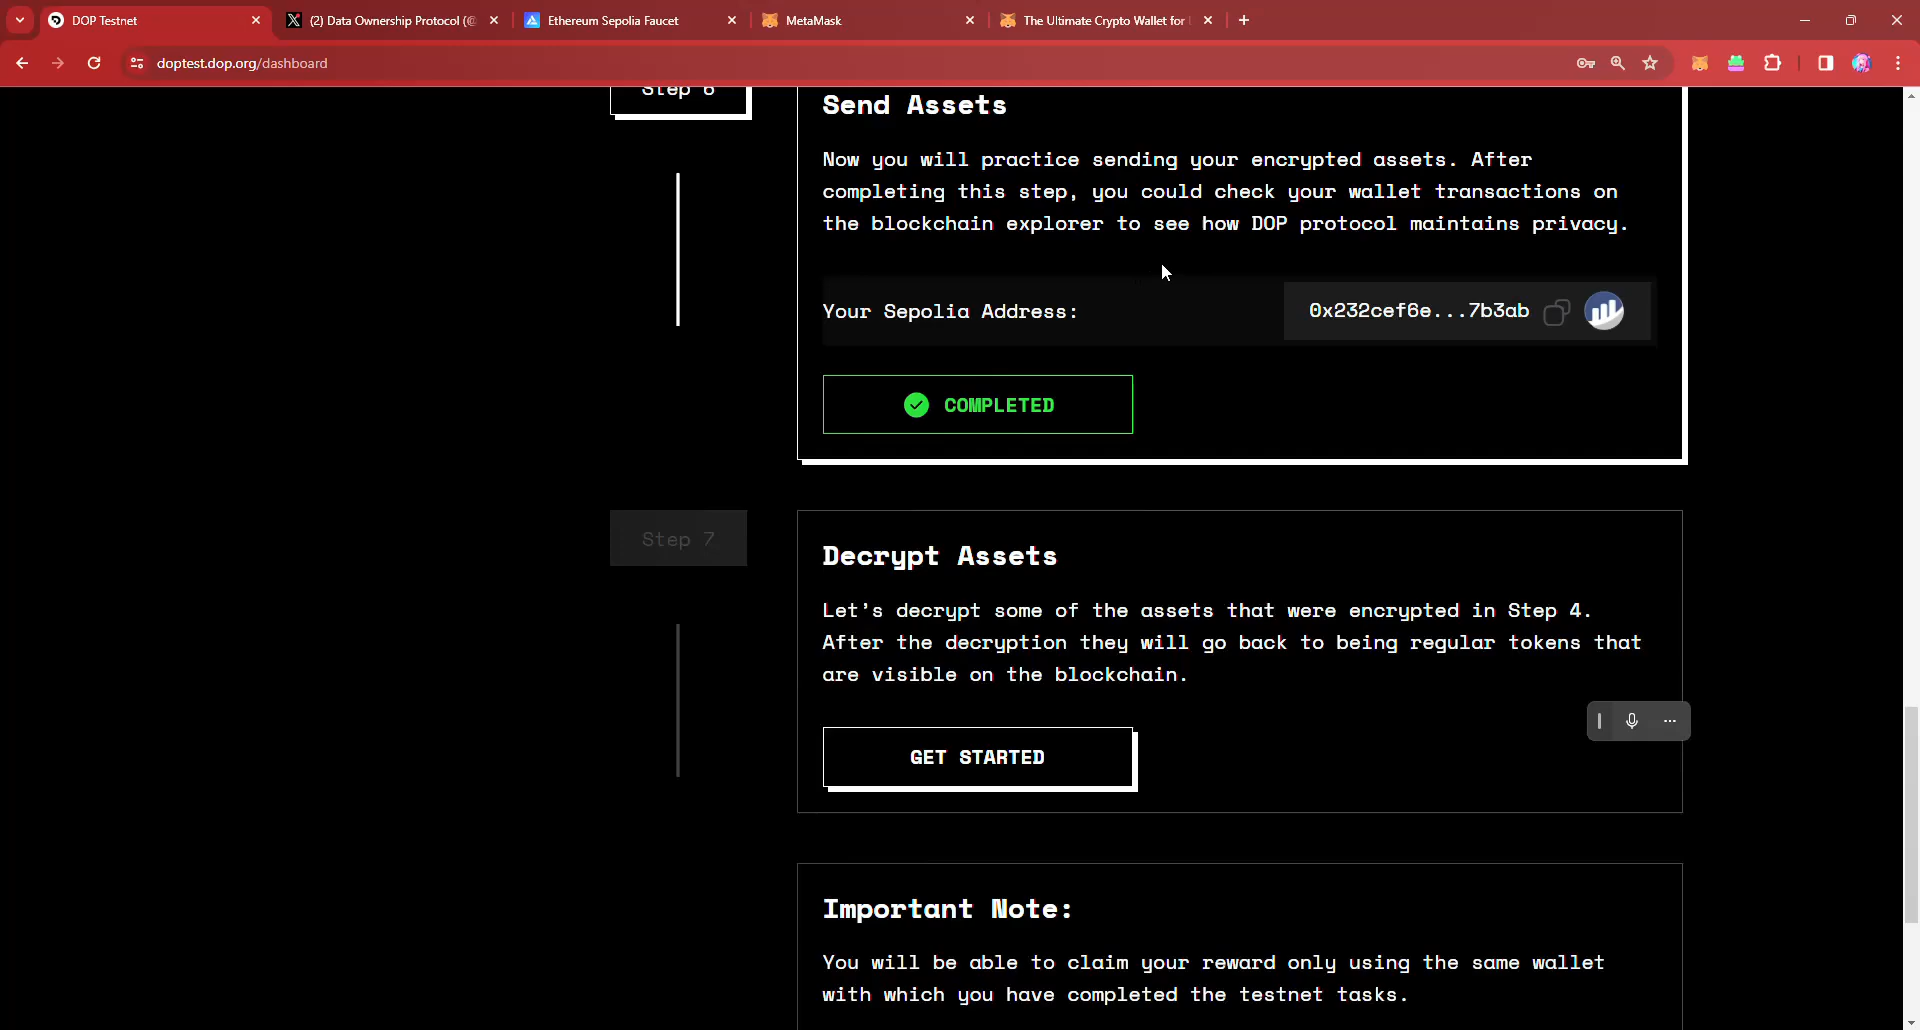 DOP Testnet
(2) Data Ownership Protocol (@
Ethereum Sepolia Faucet
MetaMask
The Ultimate Crypto Wallet for
doptest.dop.org/dashboard
Step 6
Send Assets
Now you will practice sending your encrypted assets. After
completing this step, you could check your wallet transactions on
the blockchain explorer to see how DOP protocol maintains privacy.
Your Sepolia Address:
0x232cef6e...7b3ab
COMPLETED
Step 7
Decrypt Assets
Let's decrypt some of the assets that were encrypted in Step 4.
After the decryption they will go back to being regular tokens that
are visible on the blockchain.
GET STARTED
Important Note:
You will be able to claim your reward only using the same wallet
with which you have completed the testnet tasks.